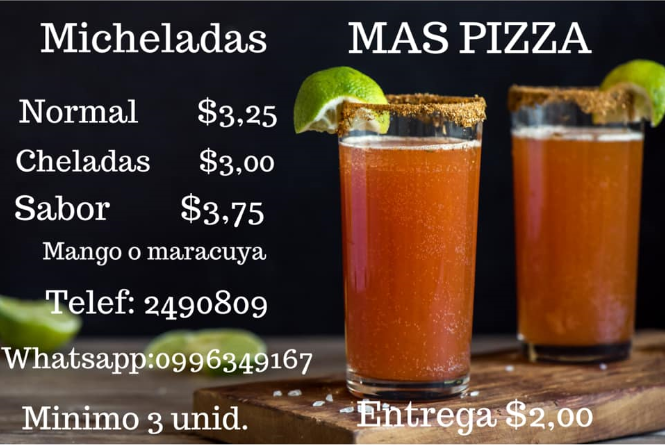 Micheladas
MAS PIZZA
Normal $3,25
Cheladas $3,00
Sabor $3,75
Mango o maracuya
Telef: 2490809
Whatsapp:0996349167
Minimo 3 unid.
Entrega $2,00